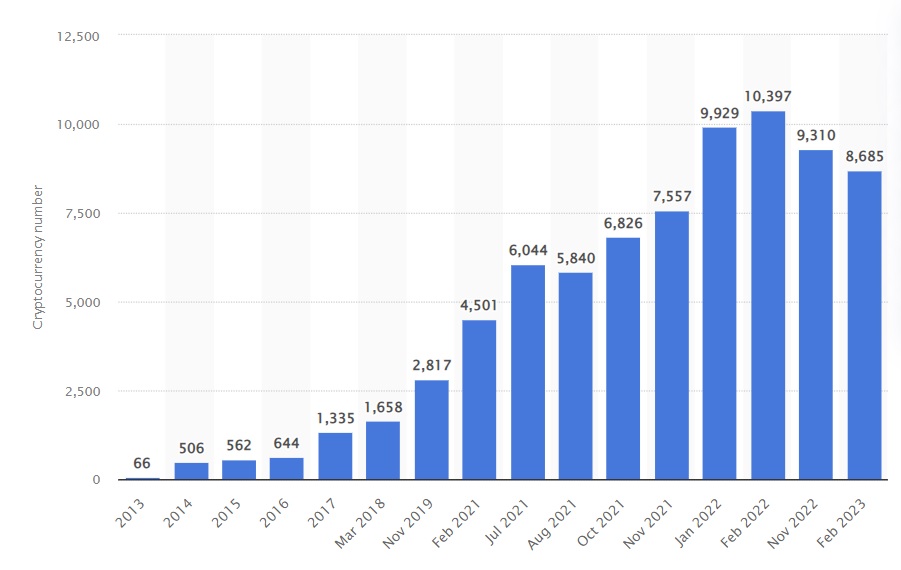 12,500
10,000
7,500
5,000
2,500
0
Cryptocurrency number
66
506
562
644
1,335
1,658
2,817
4,501
6,044
5,840
6,826
7,557
9,929
10,397
9,310
8,685
2013
2014
2015
2016
2017
Mar 2018
Nov 2019
Feb 2021
Jul 2021
Aug 2021
Oct 2021
Nov 2021
Jan 2022
Feb 2022
Nov 2022
Feb 2023